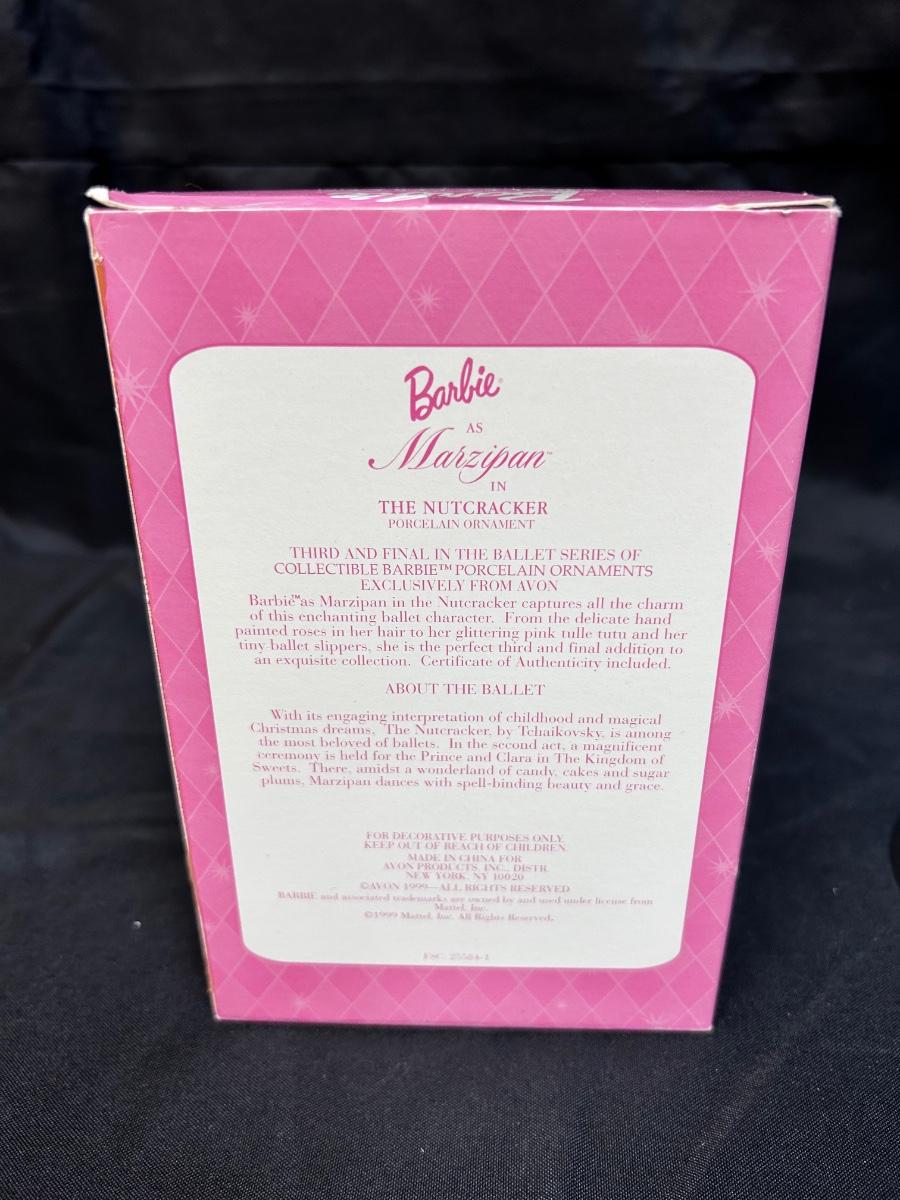 Barbie®
AS
Marzipan™
IN
THE NUTCRACKER
PORCELAIN ORNAMENT
THIRD AND FINAL IN THE BALLET SERIES OF
COLLECTIBLE BARBIE™ PORCELAIN ORNAMENTS
EXCLUSIVELY FROM AVON
Barbie™as Marzipan in the Nutcracker captures all the charm
of this enchanting ballet character. From the delicate hand
painted roses in her hair to her glittering pink tulle tutu and her
tiny ballet slippers, she is the perfect third and final addition to
an exquisite collection. Certificate of Authenticity included.
ABOUT THE BALLET
With its engaging interpretation of childhood and magical
Christmas dreams, The Nutcracker, by Tchaikovsky, is among
the most beloved of ballets. In the second act, a magnificent
ceremony is held for the Prince and Clara in The Kingdom of
Sweets. There, amidst a wonderland of candy, cakes and sugar
plums, Marzipan dances with spell-binding beauty and grace.
FOR DECORATIVE PURPOSES ONLY.
KEEP OUT OF REACH OF CHILDREN.
MADE IN CHINA FOR
AVON PRODUCTS, INC., DISTR.
NEW YORK, NY 10020
©AVON 1999—ALL RIGHTS RESERVED
BARBIE and associated trademarks are owned by and used under license from
Mattel, Inc.
©1999 Mattel, Inc. All Rights Reserved.